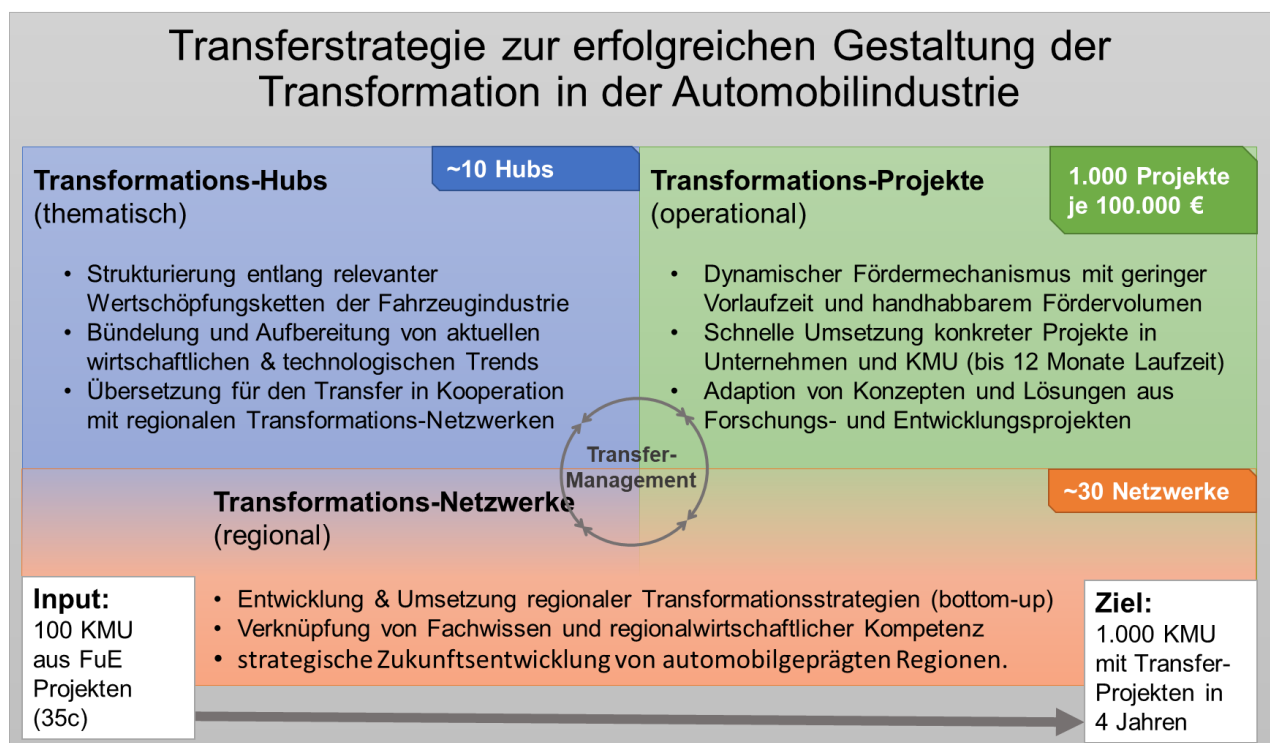 Transferstrategie zur erfolgreichen Gestaltung der
Transformation in der Automobilindustrie
Transformations-Hubs
(thematisch)
~10 Hubs
• Strukturierung entlang relevanter
Wertschöpfungsketten der Fahrzeugindustrie
• Bündelung und Aufbereitung von aktuellen
wirtschaftlichen & technologischen Trends
• Übersetzung für den Transfer in Kooperation
mit regionalen Transformations-Netzwerken
Transformations-Projekte
(operational)
1.000 Projekte
je 100.000 €
• Dynamischer Fördermechanismus mit geringer
Vorlaufzeit und handhabbarem Fördervolumen
• Schnelle Umsetzung konkreter Projekte in
Unternehmen und KMU (bis 12 Monate Laufzeit)
• Adaption von Konzepten und Lösungen aus
Forschungs- und Entwicklungsprojekten
Transfer-
Management
Transformations-Netzwerke
(regional)
~30 Netzwerke
• Entwicklung & Umsetzung regionaler Transformationsstrategien (bottom-up)
• Verknüpfung von Fachwissen und regionalwirtschaftlicher Kompetenz
• strategische Zukunftsentwicklung von automobilgeprägten Regionen.
Input:
100 KMU
aus FuE
Projekten
(35c)
Ziel:
1.000 KMU
mit Transfer-
Projekten in
4 Jahren